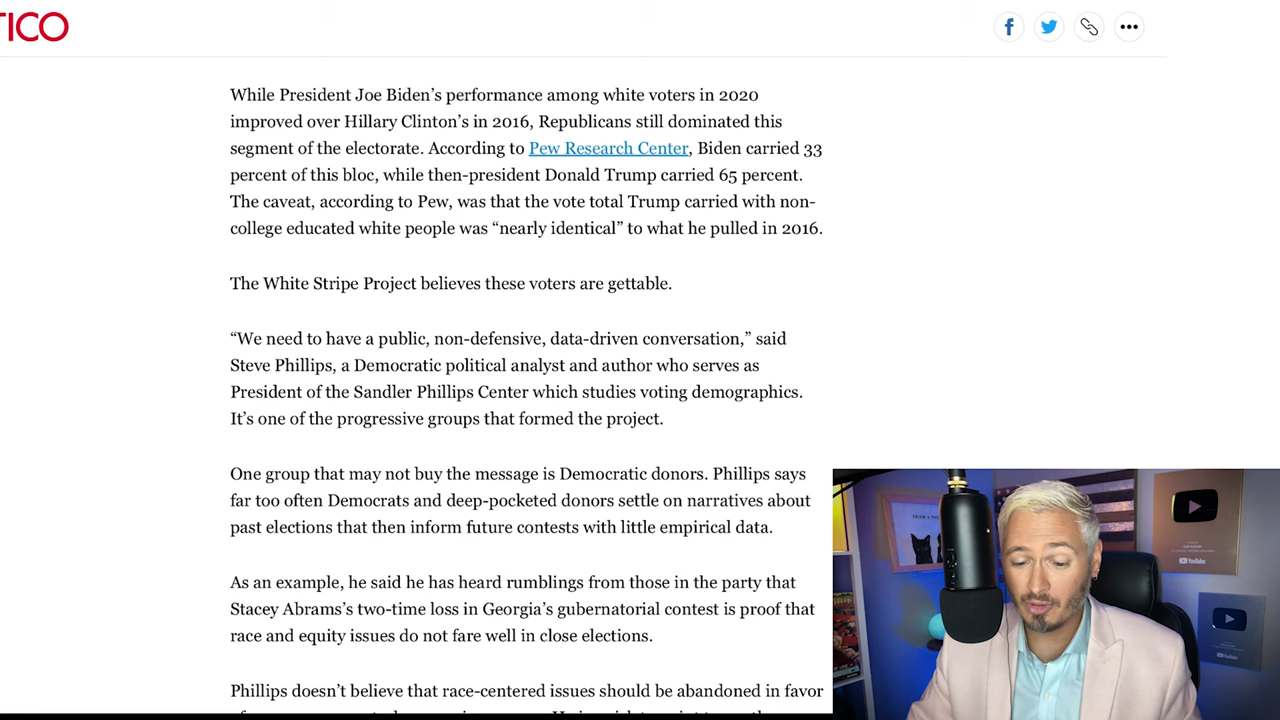 TICO
While President Joe Biden’s performance among white voters in 2020
improved over Hillary Clinton’s in 2016, Republicans still dominated this
segment of the electorate. According to Pew Research Center, Biden carried 33
percent of this bloc, while then-president Donald Trump carried 65 percent.
The caveat, according to Pew, was that the vote total Trump carried with non-
college educated white people was “nearly identical” to what he pulled in 2016.
The White Stripe Project believes these voters are gettable.
“We need to have a public, non-defensive, data-driven conversation,” said
Steve Phillips, a Democratic political analyst and author who serves as
President of the Sandler Phillips Center which studies voting demographics.
It’s one of the progressive groups that formed the project.
One group that may not buy the message is Democratic donors. Phillips says
far too often Democrats and deep-pocketed donors settle on narratives about
past elections that then inform future contests with little empirical data.
As an example, he said he has heard rumblings from those in the party that
Stacey Abrams’s two-time loss in Georgia’s gubernatorial contest is proof that
race and equity issues do not fare well in close elections.
Phillips doesn’t believe that race-centered issues should be abandoned in favor
YouTube
YouTube